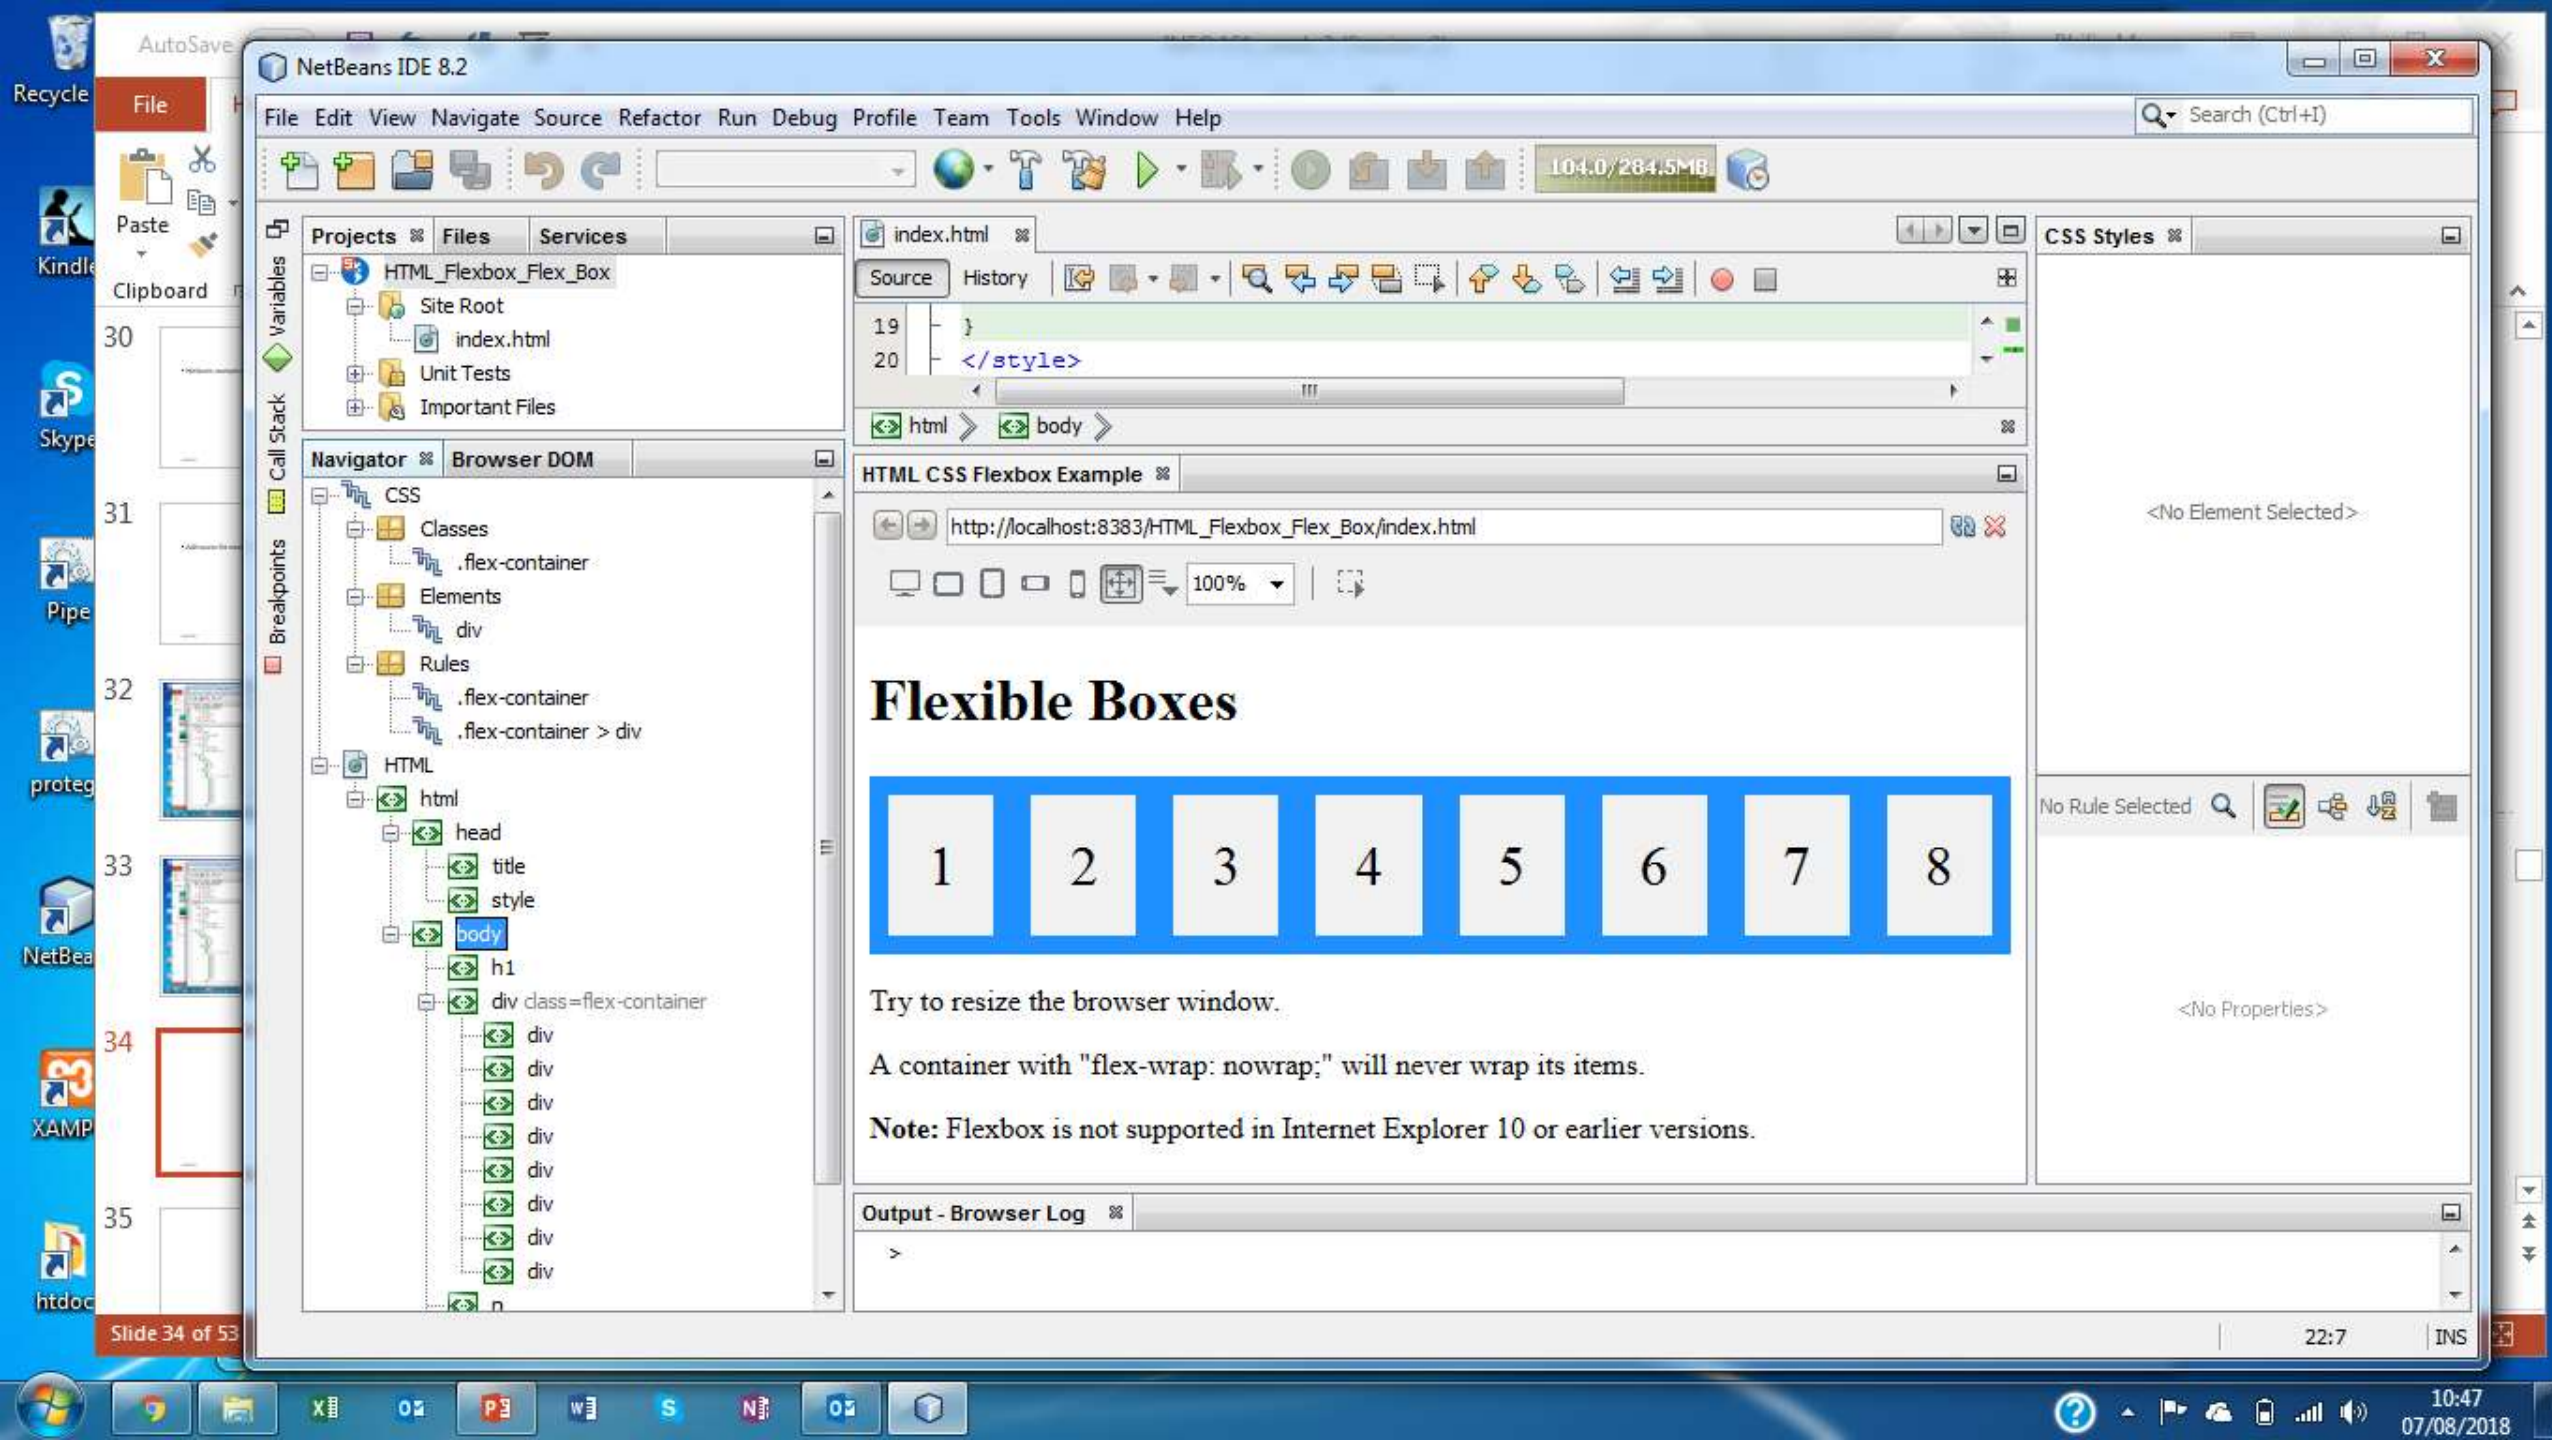 AutoSave
NetBeans IDE 8.2
Recycle
File
File Edit View Navigate Source Refactor Run Debug Profile Team Tools Window Help
Search (Ctrl+I)
104.0/284.5MB
Paste
Clipboard
Kindle
Skype
Pipe
proteg
NetBea
XAMP
htdoc
30
31
32
33
34
35
Slide 34 of 53
Variables
Call Stack
Breakpoints
Projects Files Services
HTML_Flexbox_Flex_Box
Site Root
index.html
Unit Tests
Important Files
Navigator Browser DOM
CSS
Classes
.flex-container
Elements
div
Rules
.flex-container
.flex-container > div
HTML
html
head
title
style
body
h1
div class=flex-container
div
div
div
div
div
div
div
div
index.html
Source History
19 }
20 </style>
html body
HTML CSS Flexbox Example
http://localhost:8383/HTML_Flexbox_Flex_Box/index.html
100%
Flexible Boxes
1 2 3 4 5 6 7 8
Try to resize the browser window.
A container with "flex-wrap: nowrap;" will never wrap its items.
Note: Flexbox is not supported in Internet Explorer 10 or earlier versions.
Output - Browser Log
>
CSS Styles
<No Element Selected>
No Rule Selected
<No Properties>
22:7 INS
10:47
07/08/2018